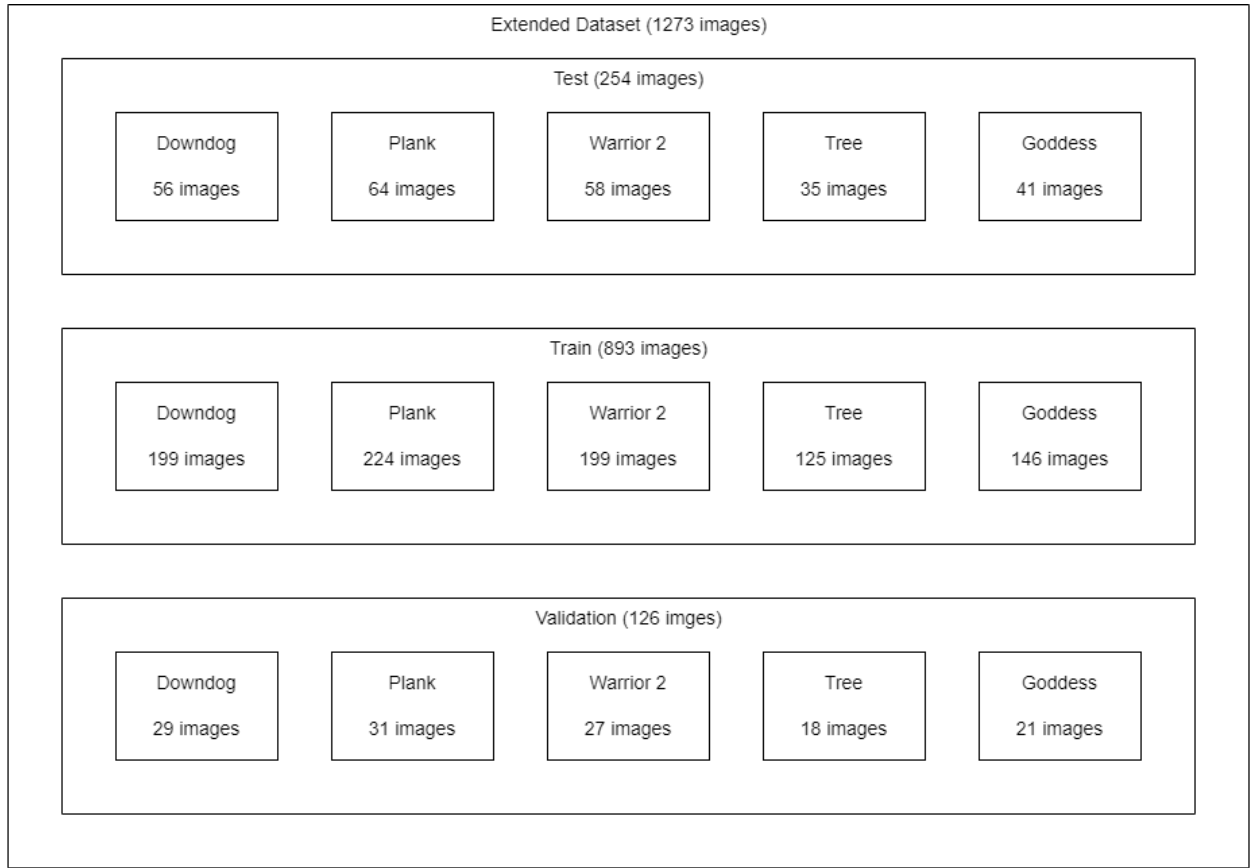 Extended Dataset (1273 images)
Test (254 images)
Downdog
56 images
Plank
64 images
Warrior 2
58 images
Tree
35 images
Goddess
41 images
Train (893 images)
Downdog
199 images
Plank
224 images
Warrior 2
199 images
Tree
125 images
Goddess
146 images
Validation (126 imges)
Downdog
29 images
Plank
31 images
Warrior 2
27 images
Tree
18 images
Goddess
21 images